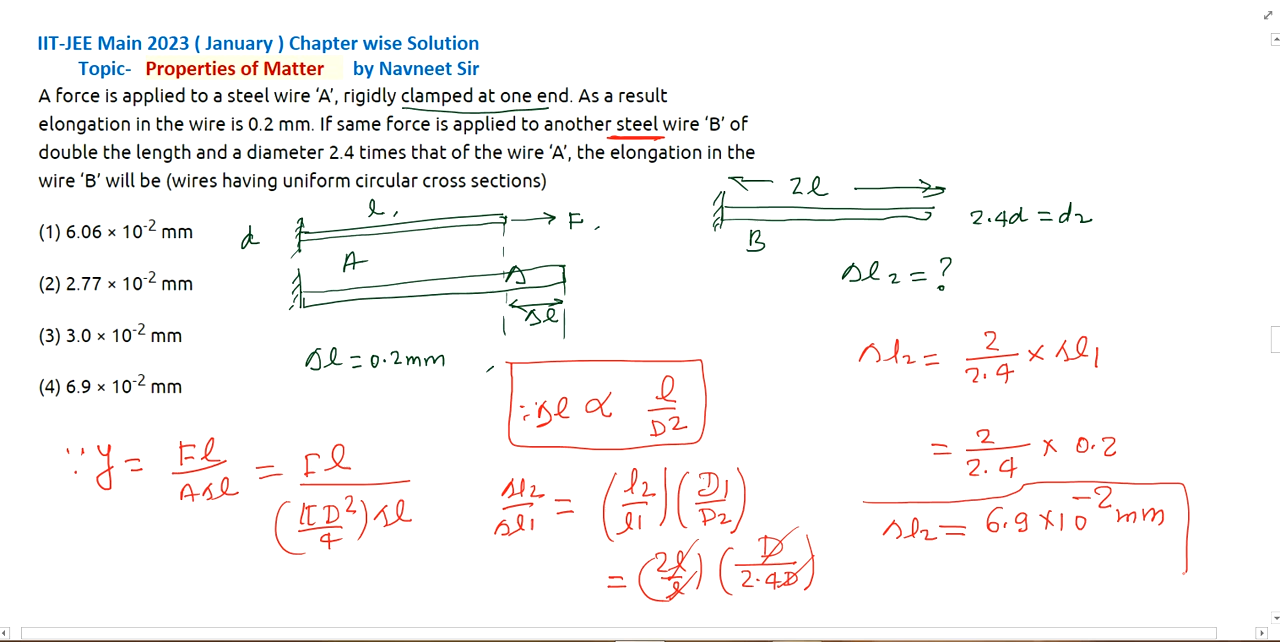 IIT-JEE Main 2023 ( January ) Chapter wise Solution
Topic- Properties of Matter by Navneet Sir
A force is applied to a steel wire ‘A’, rigidly clamped at one end. As a result
elongation in the wire is 0.2 mm. If same force is applied to another steel wire ‘B’ of
double the length and a diameter 2.4 times that of the wire ‘A’, the elongation in the
wire ‘B’ will be (wires having uniform circular cross sections)
(1) 6.06 × 10⁻² mm
(2) 2.77 × 10⁻² mm
(3) 3.0 × 10⁻² mm
(4) 6.9 × 10⁻² mm
d
l,
F,
A
A
Δl
Δl = 0.2mm
2l
B
2.4d = d2
Δl2 = ?
∵ Y = Fl/AΔl = Fl/((πD²/4)Δl)
∴ Δl ∝ l/D²
Δl2/Δl1 = (l2/l1)(D1/D2)
= (2l/l)(D/2.4D)
Δl2 = 2/2.4 × Δl1
= 2/2.4 × 0.2
Δl2 = 6.9 × 10⁻² mm